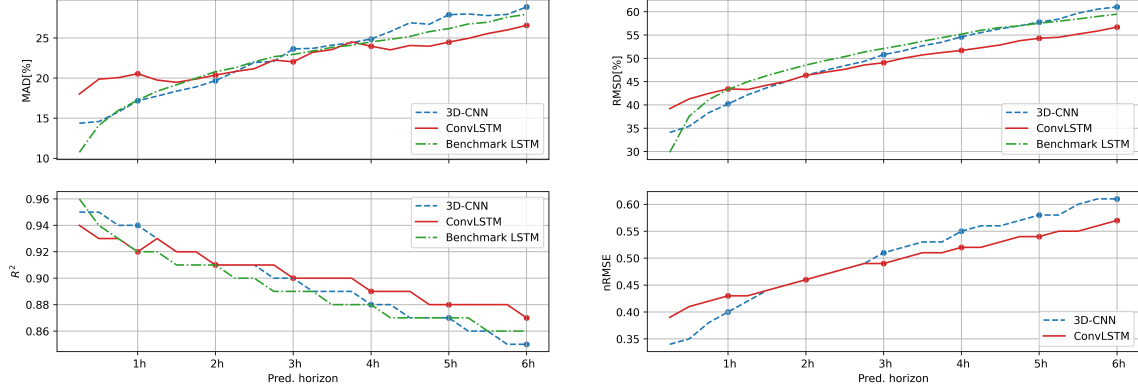 MAD[%]
25
20
15
10
3D-CNN
ConvLSTM
Benchmark LSTM
RMSD[%]
60
55
50
45
40
35
30
3D-CNN
ConvLSTM
Benchmark LSTM
R²
0.96
0.94
0.92
0.90
0.88
0.86
3D-CNN
ConvLSTM
Benchmark LSTM
1h 2h 3h 4h 5h 6h
Pred. horizon
nRMSE
0.60
0.55
0.50
0.45
0.40
0.35
3D-CNN
ConvLSTM
1h 2h 3h 4h 5h 6h
Pred. horizon